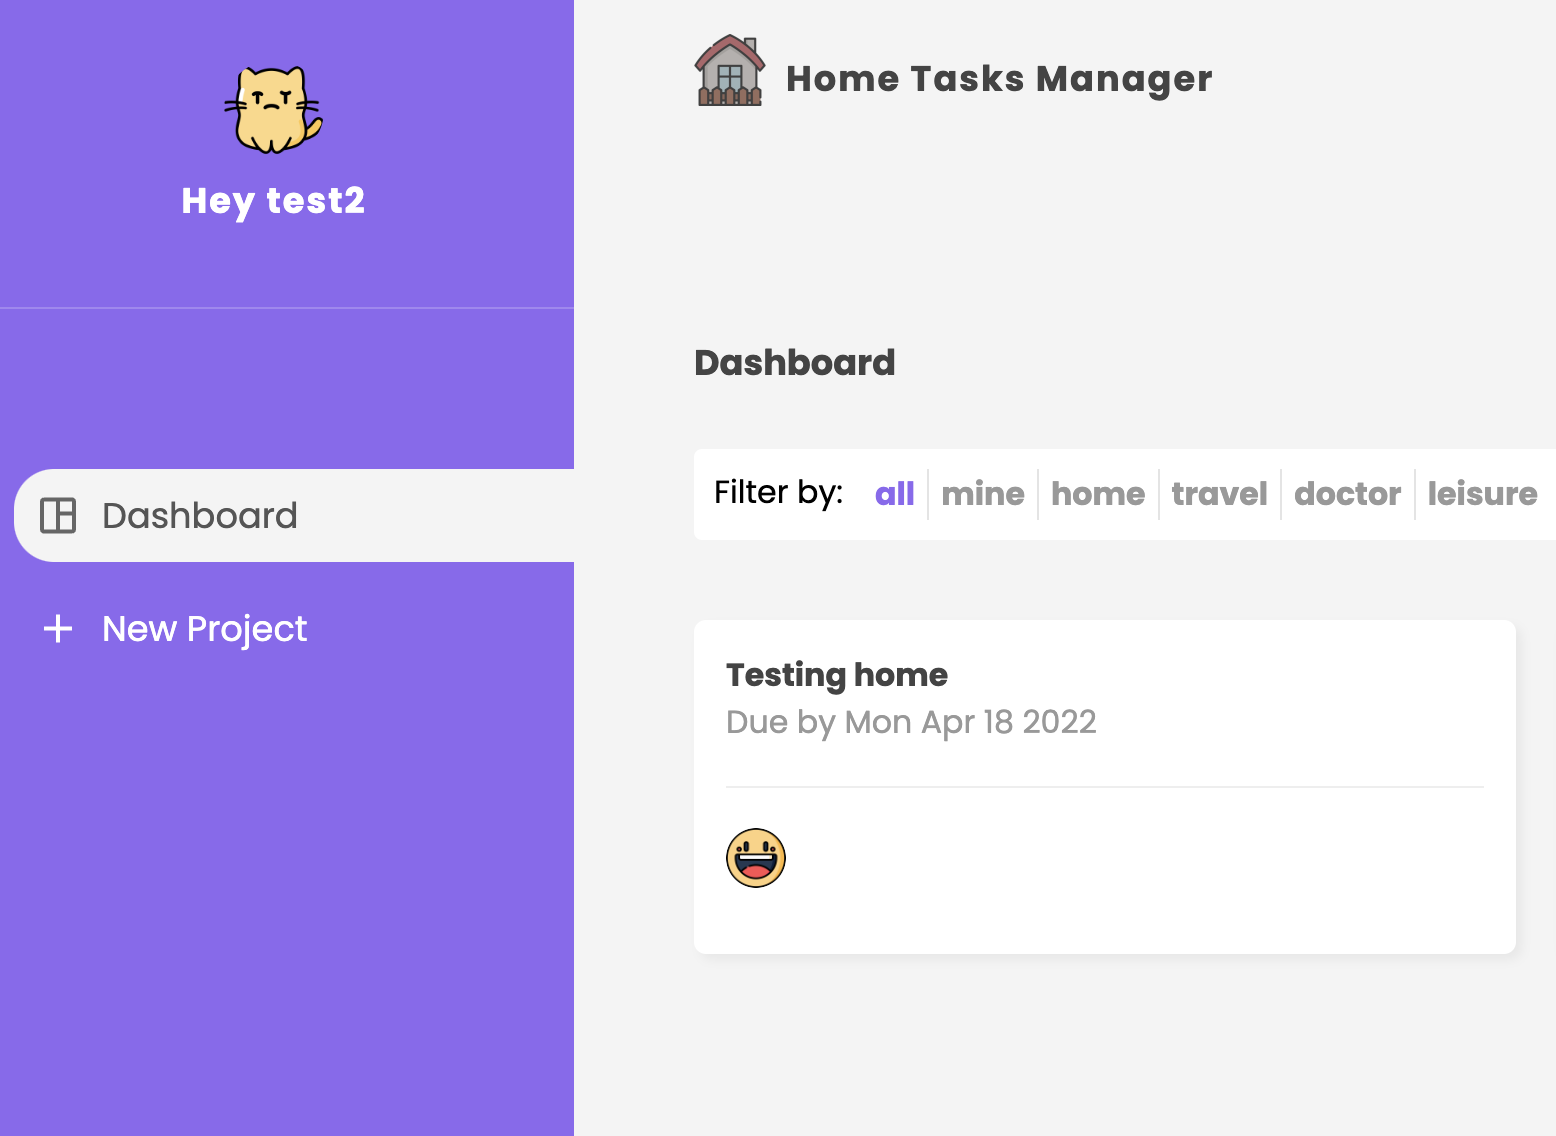 Hey test2
Dashboard
New Project
Home Tasks Manager
Dashboard
Filter by: all mine home travel doctor leisure
Testing home
Due by Mon Apr 18 2022